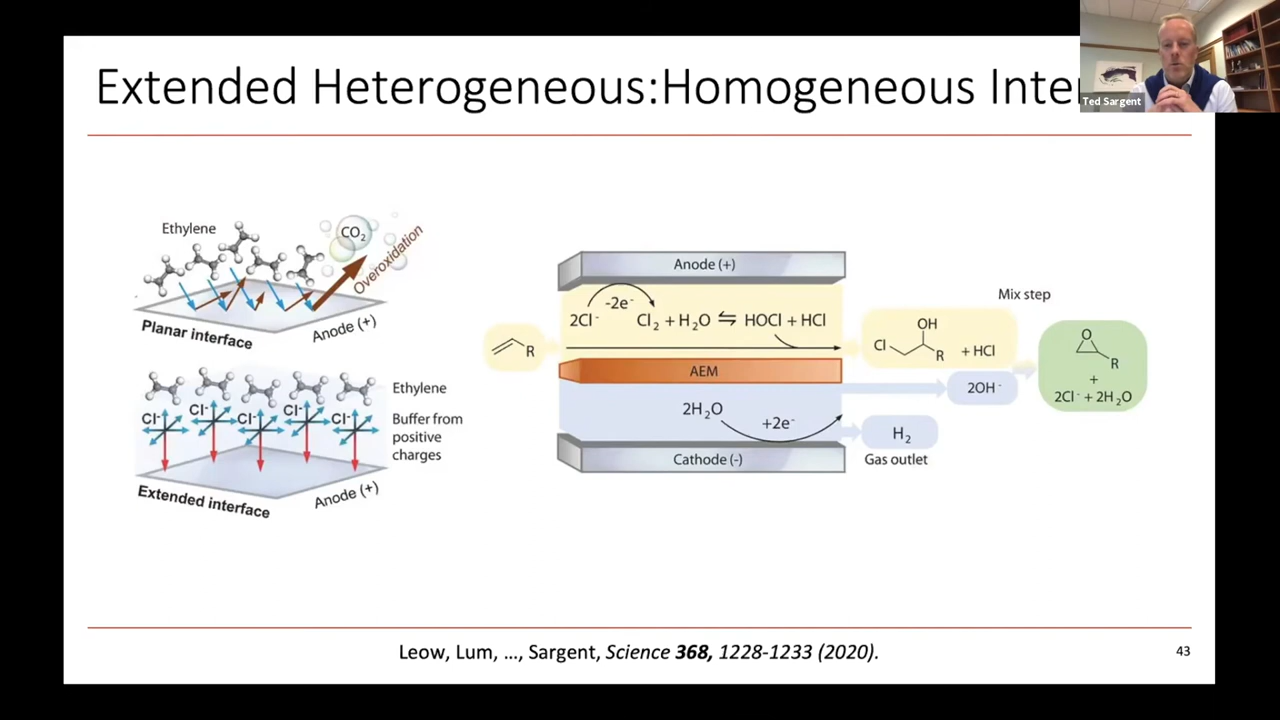 Extended Heterogeneous:Homogeneous
Ted Sargent
Ethylene
CO2
Overoxidation
Planar interface
Anode (+)
Ethylene
Cl-
Cl-
Cl-
Cl-
Cl-
Buffer from
positive
charges
Extended interface
Anode (+)
Anode (+)
-2e-
2Cl- Cl2 + H2O ⇋ HOCl + HCl
R
AEM
2H2O
+2e-
Cathode (-)
OH
Cl
R
+ HCl
2OH-
H2
Gas outlet
Mix step
O
R
+
2Cl- + 2H2O
Leow, Lum, ..., Sargent, Science 368, 1228-1233 (2020).
43